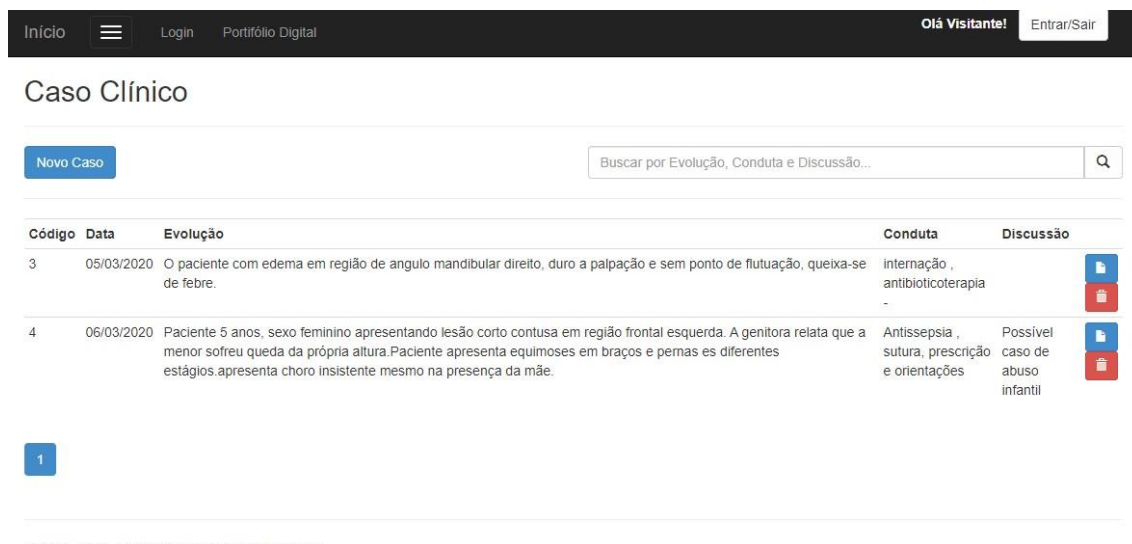 Início Login Portifólio Digital Olá Visitante! Entrar/Sair
Caso Clínico
Novo Caso Buscar por Evolução, Conduta e Discussão...
Código Data Evolução Conduta Discussão
3 05/03/2020 O paciente com edema em região de angulo mandibular direito, duro a palpação e sem ponto de flutuação, queixa-se internação ,
de febre. antibioticoterapia
-
4 06/03/2020 Paciente 5 anos, sexo feminino apresentando lesão corto contusa em região frontal esquerda. A genitora relata que a Antissepsia , Possível
menor sofreu queda da própria altura.Paciente apresenta equimoses em braços e pernas es diferentes sutura, prescrição caso de
estágios.apresenta choro insistente mesmo na presença da mãe. e orientações abuso
infantil
1